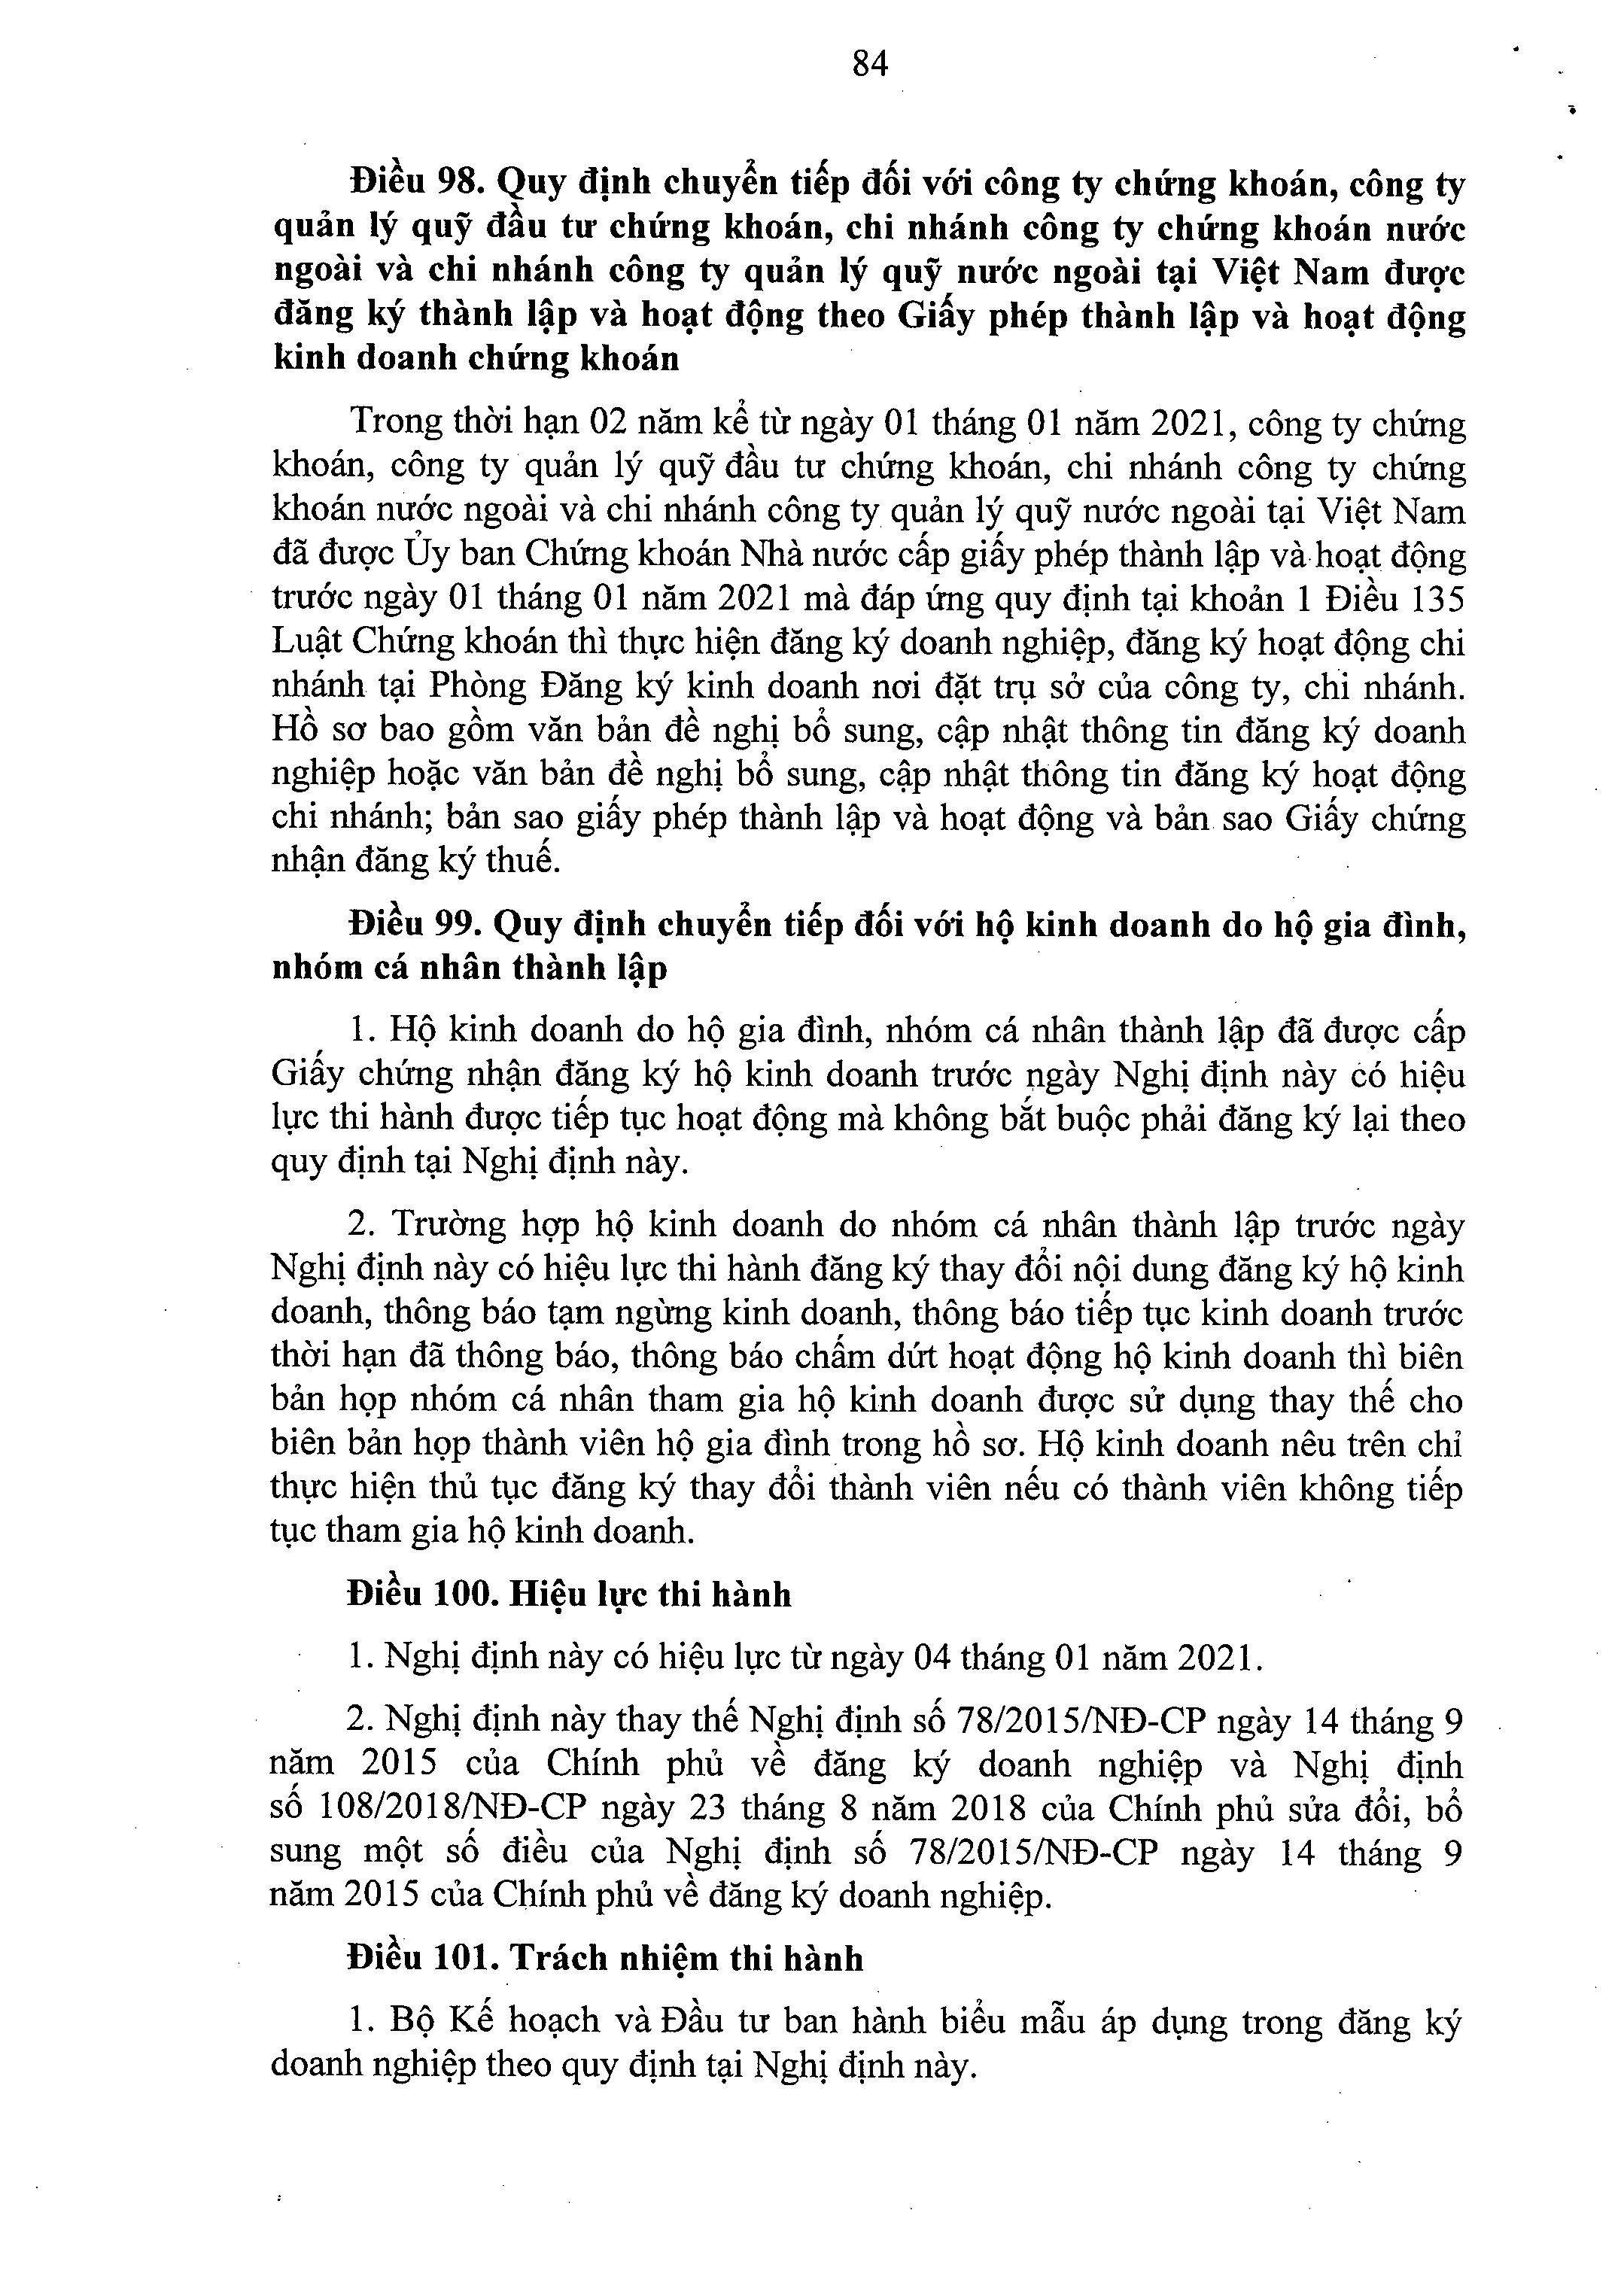 84
Điều 98. Quy định chuyển tiếp đối với công ty chứng khoán, công ty
quản lý quỹ đầu tư chứng khoán, chi nhánh công ty chứng khoán nước
ngoài và chi nhánh công ty quản lý quỹ nước ngoài tại Việt Nam được
đăng ký thành lập và hoạt động theo Giấy phép thành lập và hoạt động
kinh doanh chứng khoán
Trong thời hạn 02 năm kể từ ngày 01 tháng 01 năm 2021, công ty chứng
khoán, công ty quản lý quỹ đầu tư chứng khoán, chi nhánh công ty chứng
khoán nước ngoài và chi nhánh công ty quản lý quỹ nước ngoài tại Việt Nam
đã được Ủy ban Chứng khoán Nhà nước cấp giấy phép thành lập và hoạt động
trước ngày 01 tháng 01 năm 2021 mà đáp ứng quy định tại khoản 1 Điều 135
Luật Chứng khoán thì thực hiện đăng ký doanh nghiệp, đăng ký hoạt động chi
nhánh tại Phòng Đăng ký kinh doanh nơi đặt trụ sở của công ty, chi nhánh.
Hồ sơ bao gồm văn bản đề nghị bổ sung, cập nhật thông tin đăng ký doanh
nghiệp hoặc văn bản đề nghị bổ sung, cập nhật thông tin đăng ký hoạt động
chi nhánh; bản sao giấy phép thành lập và hoạt động và bản sao Giấy chứng
nhận đăng ký thuế.
Điều 99. Quy định chuyển tiếp đối với hộ kinh doanh do hộ gia đình,
nhóm cá nhân thành lập
1. Hộ kinh doanh do hộ gia đình, nhóm cá nhân thành lập đã được cấp
Giấy chứng nhận đăng ký hộ kinh doanh trước ngày Nghị định này có hiệu
lực thi hành được tiếp tục hoạt động mà không bắt buộc phải đăng ký lại theo
quy định tại Nghị định này.
2. Trường hợp hộ kinh doanh do nhóm cá nhân thành lập trước ngày
Nghị định này có hiệu lực thi hành đăng ký thay đổi nội dung đăng ký hộ kinh
doanh, thông báo tạm ngừng kinh doanh, thông báo tiếp tục kinh doanh trước
thời hạn đã thông báo, thông báo chấm dứt hoạt động hộ kinh doanh thì biên
bản họp nhóm cá nhân tham gia hộ kinh doanh được sử dụng thay thế cho
biên bản họp thành viên hộ gia đình trong hồ sơ. Hộ kinh doanh nêu trên chỉ
thực hiện thủ tục đăng ký thay đổi thành viên nếu có thành viên không tiếp
tục tham gia hộ kinh doanh.
Điều 100. Hiệu lực thi hành
1. Nghị định này có hiệu lực từ ngày 04 tháng 01 năm 2021.
2. Nghị định này thay thế Nghị định số 78/2015/NĐ-CP ngày 14 tháng 9
năm 2015 của Chính phủ về đăng ký doanh nghiệp và Nghị định
số 108/2018/NĐ-CP ngày 23 tháng 8 năm 2018 của Chính phủ sửa đổi, bổ
sung một số điều của Nghị định số 78/2015/NĐ-CP ngày 14 tháng 9
năm 2015 của Chính phủ về đăng ký doanh nghiệp.
Điều 101. Trách nhiệm thi hành
1. Bộ Kế hoạch và Đầu tư ban hành biểu mẫu áp dụng trong đăng ký
doanh nghiệp theo quy định tại Nghị định này.